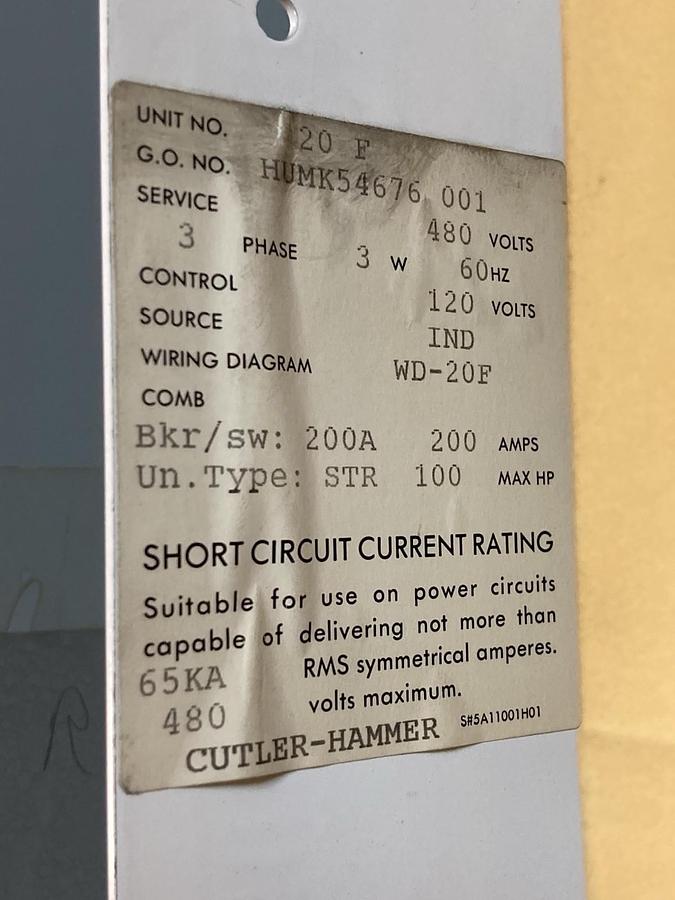 UNIT NO. 20 F
G.O. NO. HUMK54676 001
SERVICE 480 VOLTS
3 PHASE 3 W 60HZ
CONTROL 120 VOLTS
SOURCE IND
WIRING DIAGRAM WD-20F
COMB
Bkr/sw: 200A 200 AMPS
Un.Type: STR 100 MAX HP
SHORT CIRCUIT CURRENT RATING
Suitable for use on power circuits
capable of delivering not more than
65KA RMS symmetrical amperes.
480 volts maximum.
CUTLER-HAMMER S#5A11001H01
R